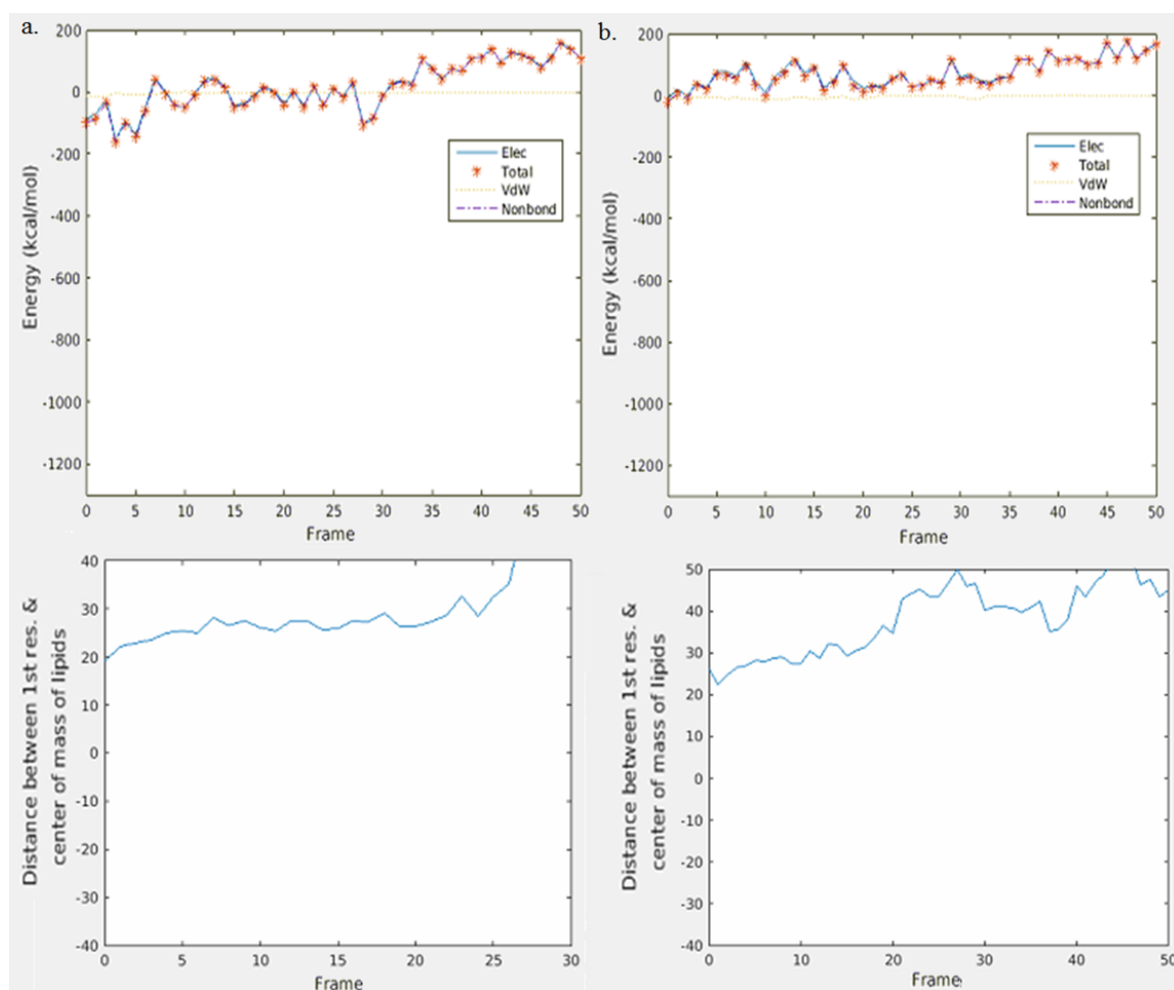 a.
200
0
-200
-400
-600
-800
-1000
-1200
Energy (kcal/mol)
Elec
Total
VdW
Nonbond
0 5 10 15 20 25 30 35 40 45 50
Frame
b.
200
0
-200
-400
-600
-800
-1000
-1200
Energy (kcal/mol)
Elec
Total
VdW
Nonbond
0 5 10 15 20 25 30 35 40 45 50
Frame
40
30
20
10
0
-10
-20
-30
-40
Distance between 1st res. &
center of mass of lipids
0 5 10 15 20 25 30
Frame
50
40
30
20
10
0
-10
-20
-30
-40
Distance between 1st res. &
center of mass of lipids
0 10 20 30 40 50
Frame